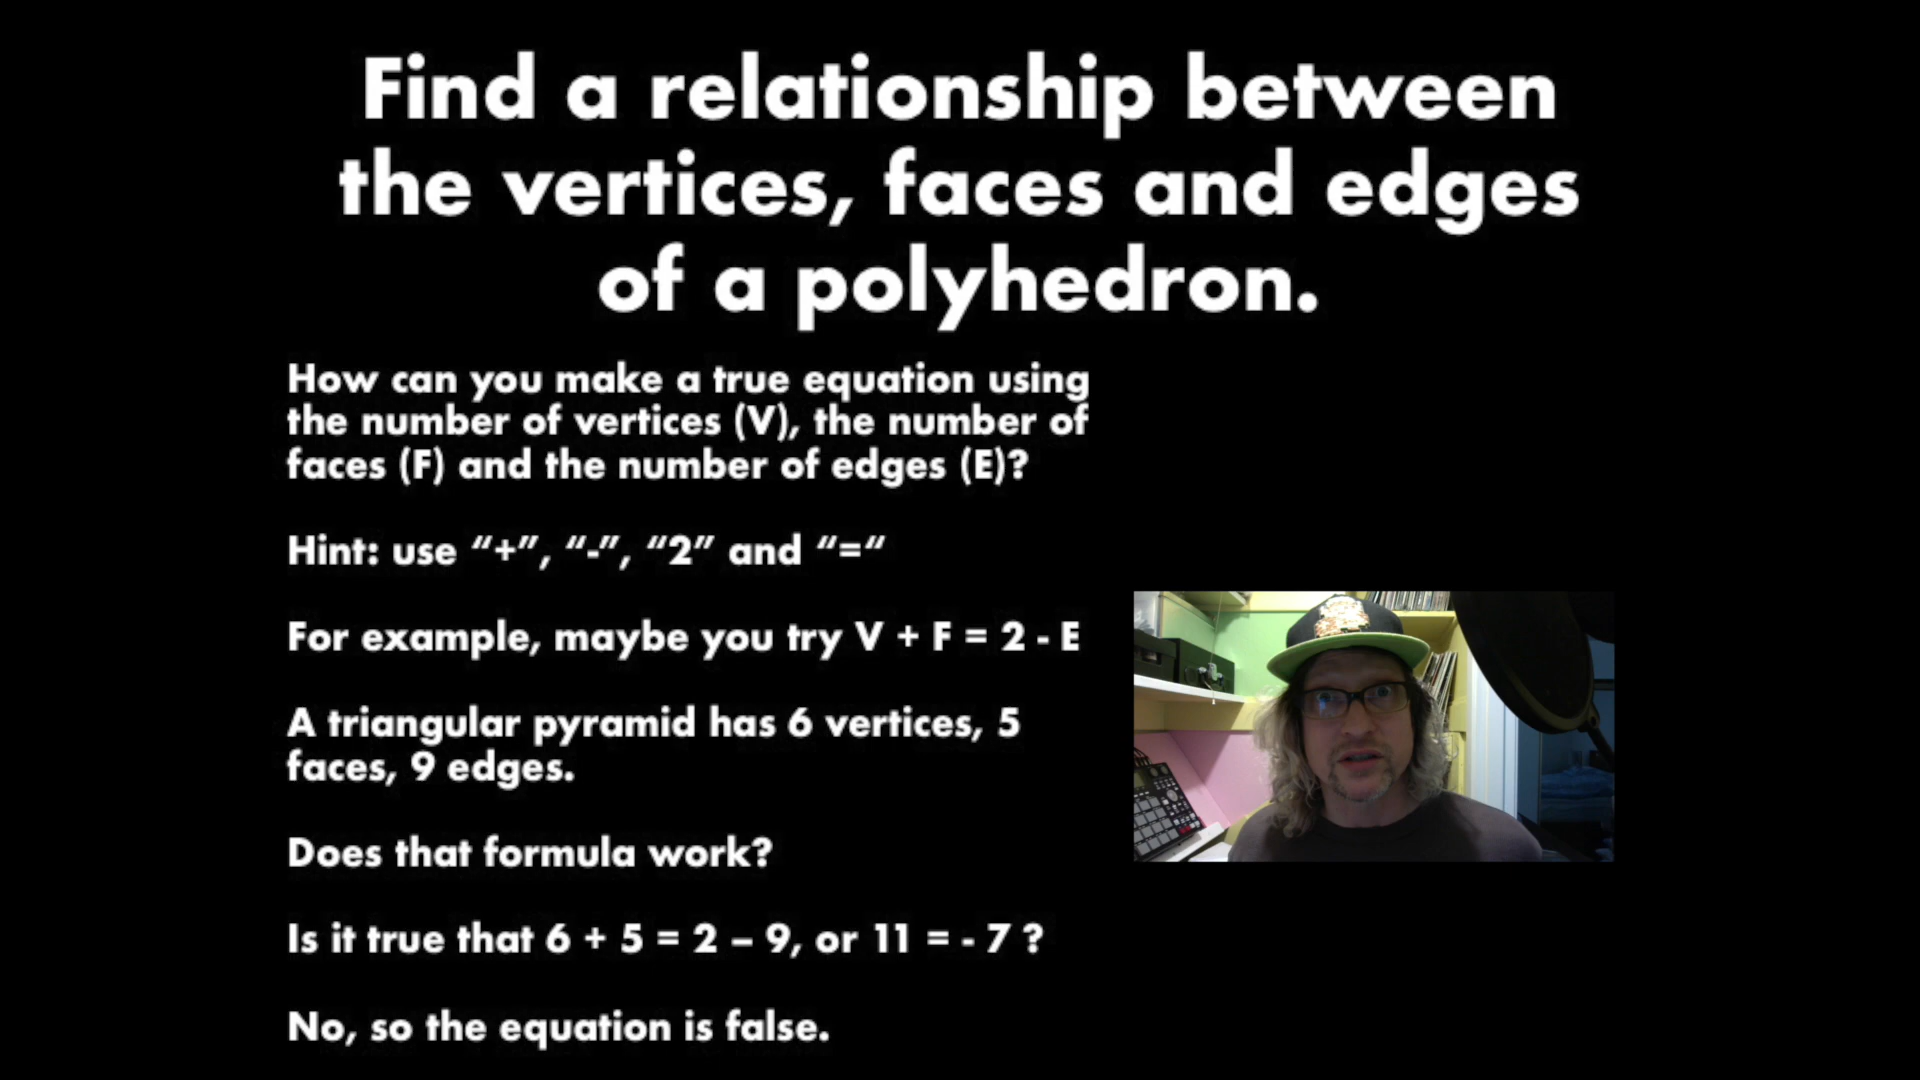 Find a relationship between
the vertices, faces and edges
of a polyhedron.
How can you make a true equation using
the number of vertices (V), the number of
faces (F) and the number of edges (E)?
Hint: use “+”, “-”, “2” and “=“
For example, maybe you try V + F = 2 - E
A triangular pyramid has 6 vertices, 5
faces, 9 edges.
Does that formula work?
Is it true that 6 + 5 = 2 – 9, or 11 = - 7 ?
No, so the equation is false.